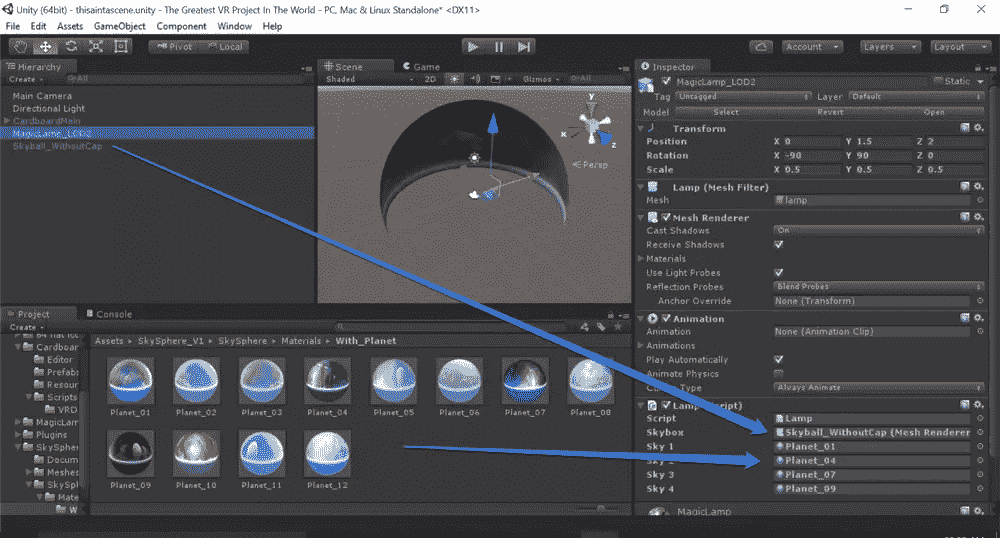 Unity (64bit) - thisaintascene.unity - The Greatest VR Project In The World - PC, Mac & Linux Standalone* <DX11>
File Edit Assets GameObject Component Window Help
Pivot Local Account Layers Layout
Hierarchy
Create All
Main Camera
Directional Light
CardboardMain
MagicLamp_LOD2
Skyball_WithoutCap
Scene Game
Shaded 2D Gizmos All
y
x
z
Persp
Project Console
Create
Cardboar
Editor
Prefabs
Resour
Scripts
VRD
MagicLam
Plugins
SkySpher
Docum
Meshes
SkySpl
Mate
W
Assets SkySphere_V1 SkySphere Materials With_Planet
Planet_01 Planet_02 Planet_03 Planet_04 Planet_05 Planet_06 Planet_07 Planet_08
Planet_09 Planet_10 Planet_11 Planet_12
Inspector
MagicLamp_LOD2 Static
Tag Untagged Layer Default
Model Select Revert Open
Transform
Position X 0 Y 1.5 Z 2
Rotation X -90 Y 90 Z 0
Scale X 0.5 Y 0.5 Z 0.5
Lamp (Mesh Filter)
Mesh lamp
Mesh Renderer
Cast Shadows On
Receive Shadows
Materials
Use Light Probes
Reflection Probes Blend Probes
Anchor Override None (Transform)
Animation
Animation None (Animation Clip)
Animations
Play Automatically
Animate Physics
Type Always Animate
Lamp (Script)
Script Lamp
Skybox Skyball_WithoutCap (Mesh Renderer
Sky 1 Planet_01
Planet_04
Sky 3 Planet_07
Sky 4 Planet_09
MagicLamp